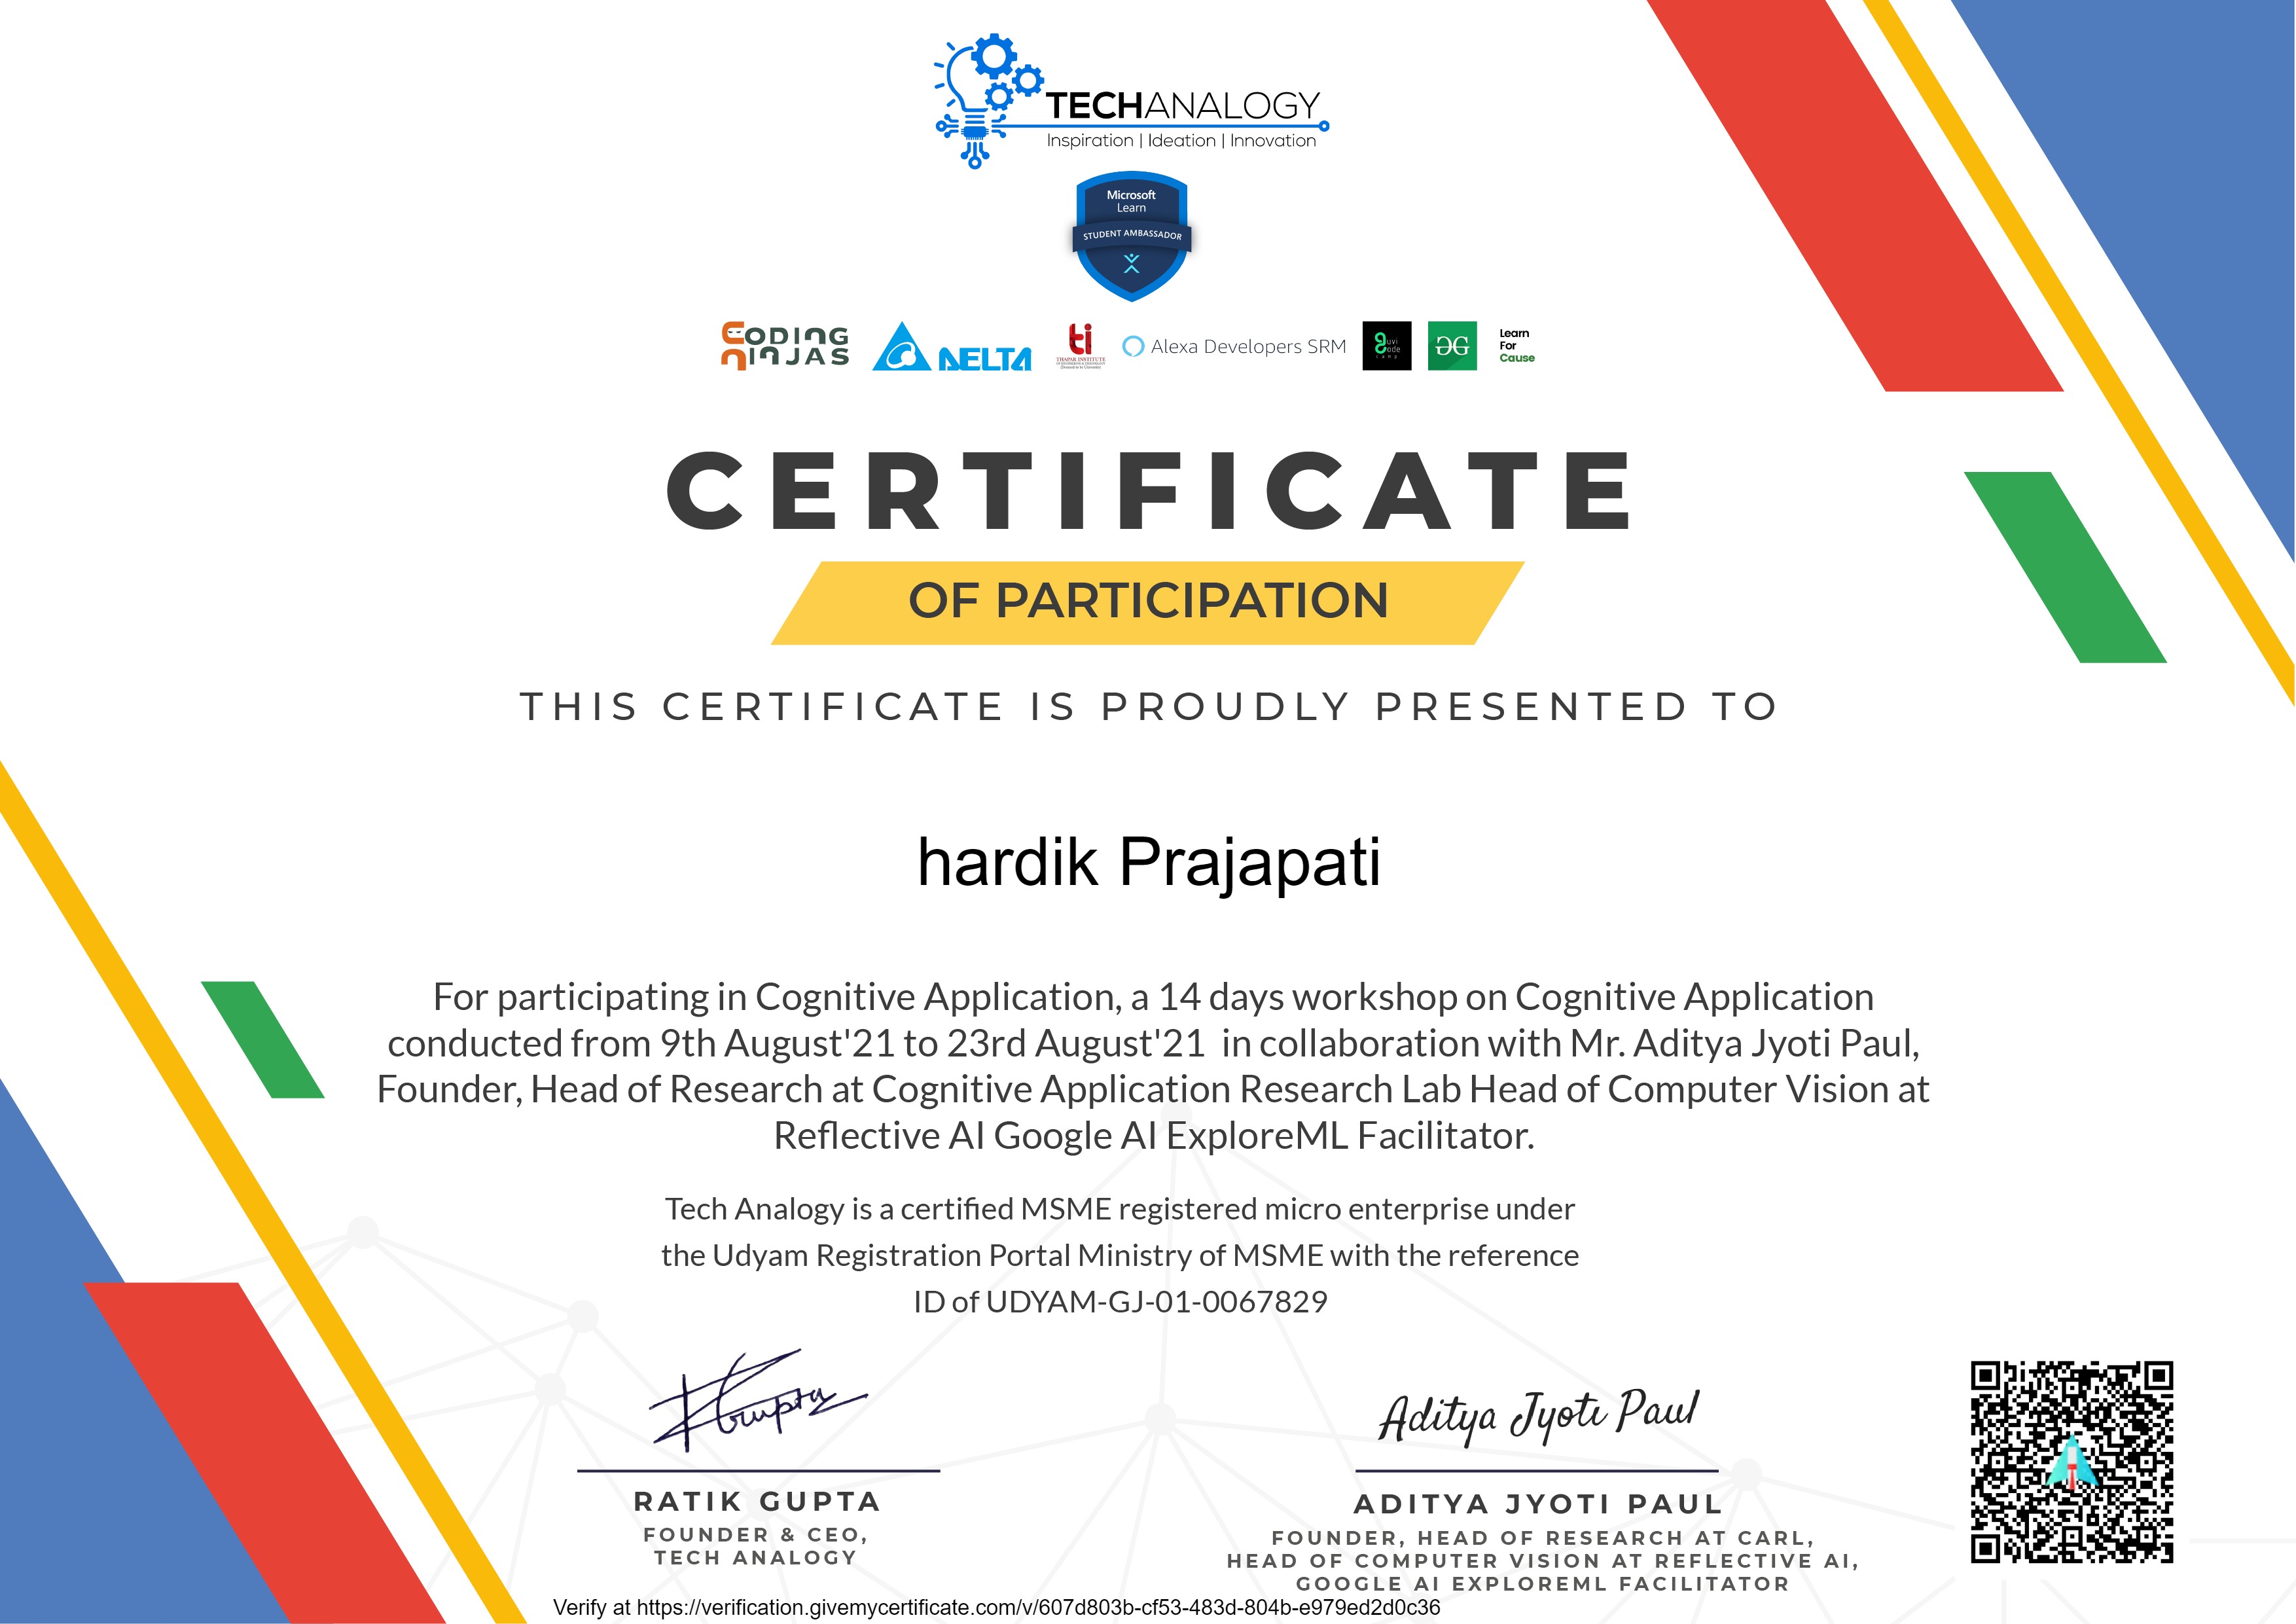 TECHANALOGY
Inspiration | Ideation | Innovation
Microsoft
Learn
STUDENT AMBASSADOR
CODING
NINJAS
DELTA
ti
THAPAR INSTITUTE
Alexa Developers SRM
guvi
code
camp
GG
Learn
For
Cause
CERTIFICATE
OF PARTICIPATION
THIS CERTIFICATE IS PROUDLY PRESENTED TO
hardik Prajapati
For participating in Cognitive Application, a 14 days workshop on Cognitive Application
conducted from 9th August'21 to 23rd August'21 in collaboration with Mr. Aditya Jyoti Paul,
Founder, Head of Research at Cognitive Application Research Lab Head of Computer Vision at
Reflective AI Google AI ExploreML Facilitator.
Tech Analogy is a certified MSME registered micro enterprise under
the Udyam Registration Portal Ministry of MSME with the reference
ID of UDYAM-GJ-01-0067829
Gupta
Aditya Jyoti Paul
RATIK GUPTA
FOUNDER & CEO,
TECH ANALOGY
ADITYA JYOTI PAUL
FOUNDER, HEAD OF RESEARCH AT CARL,
HEAD OF COMPUTER VISION AT REFLECTIVE AI,
GOOGLE AI EXPLOREML FACILITATOR
Verify at https://verification.givemycertificate.com/v/607d803b-cf53-483d-804b-e979ed2d0c36